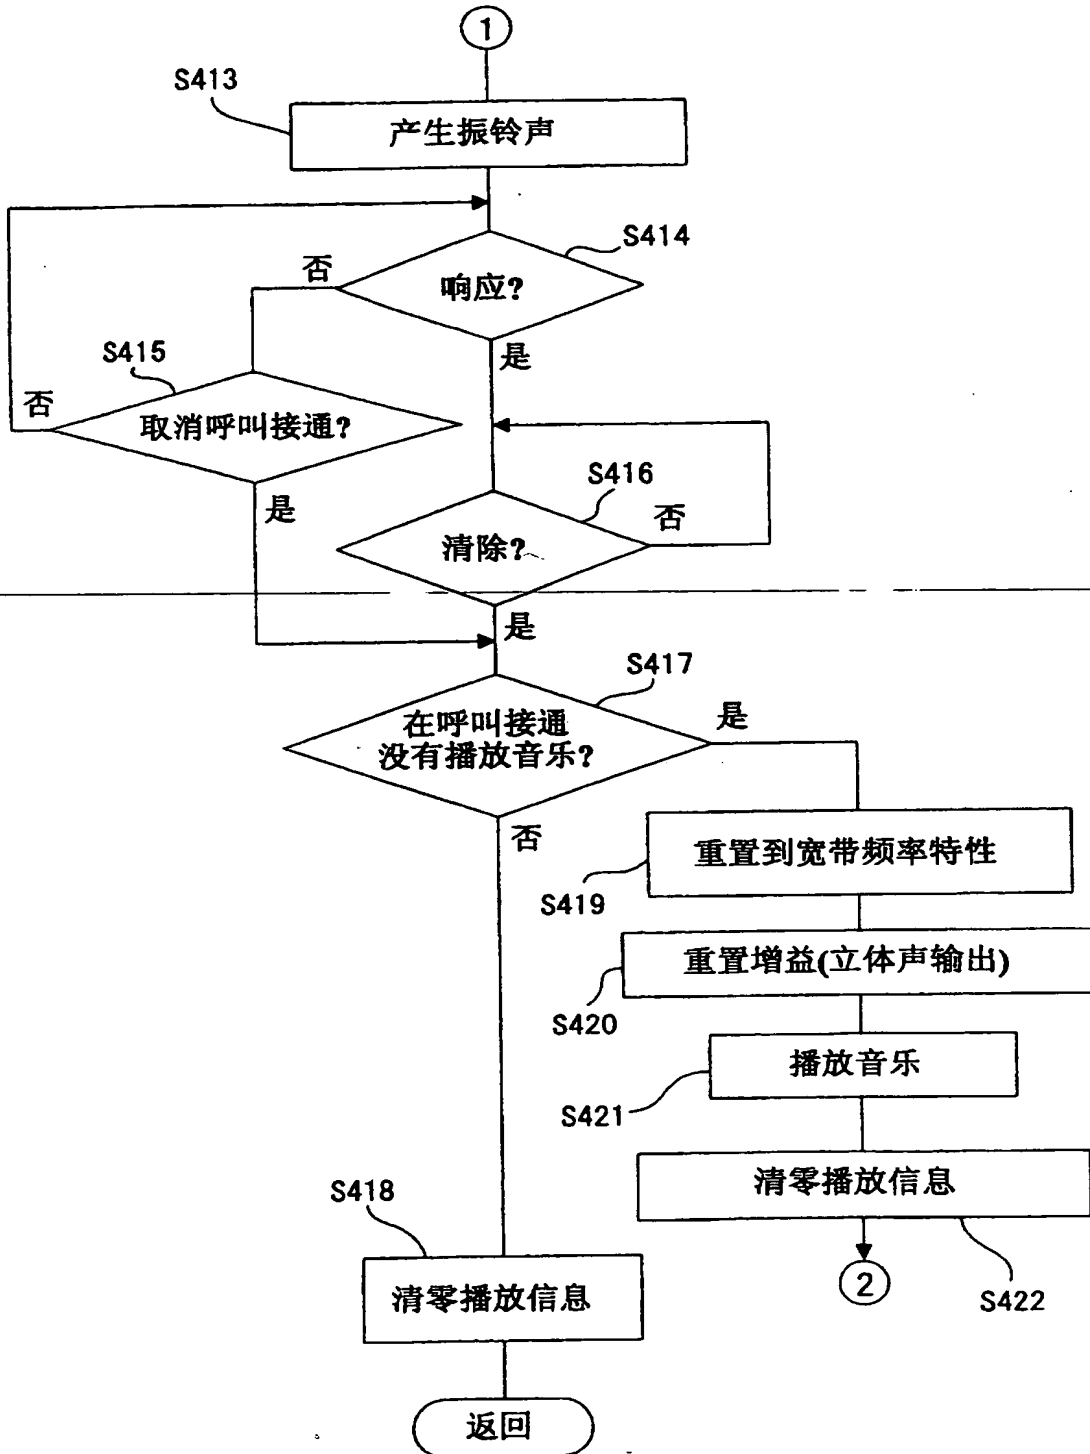 1
S413
产生振铃声
S414
否
响应?
是
S415
否
取消呼叫接通?
是
S416
否
清除?
是
S417
在呼叫接通
没有播放音乐?
是
否
重置到宽带频率特性
S419
重置增益(立体声输出)
S420
播放音乐
S421
清零播放信息
S422
2
S418
清零播放信息
返回